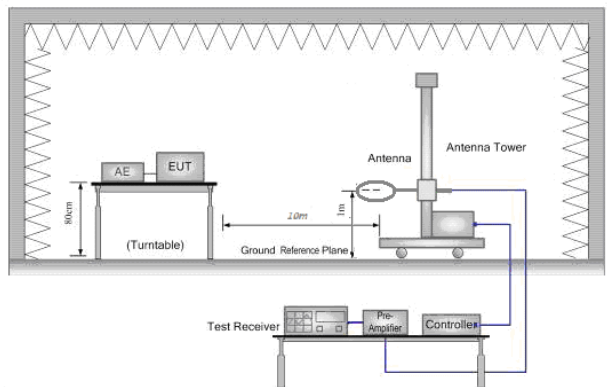 Antenna Tower
Antenna
EUT
AE
80cm
1m
10m
(Turntable)
Ground Reference Plane
Test Receiver
Pre-
Amplifier
Controller